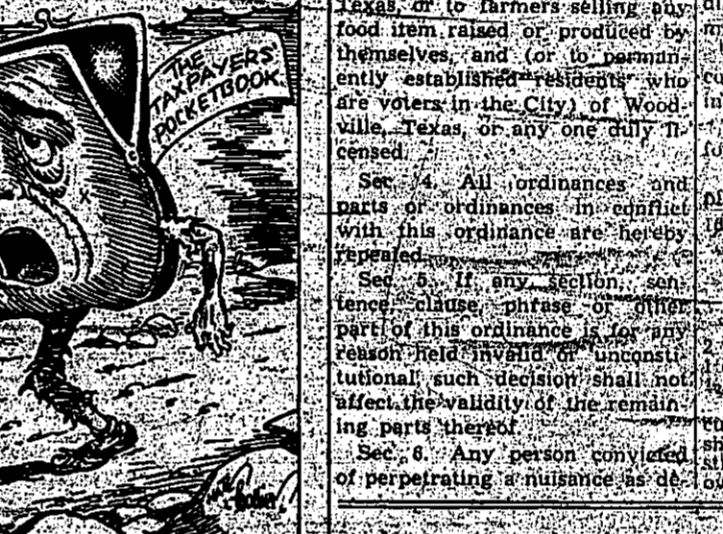 THE
TAXPAYERS'
POCKETBOOK
Texas, or to farmers selling any
food item raised or produced by
themselves, and (or to perman-
ently established residents who
are voters in the City) of Wood-
ville, Texas, or any one duly li-
censed.
Sec. 4. All ordinances and
parts of ordinances in conflict
with this ordinance are hereby
repealed.
Sec. 5. If any section, sen-
tence, clause, phrase or other
part of this ordinance is for any
reason held invalid or unconsti-
tutional, such decision shall not
affect the validity of the remain-
ing parts thereof.
Sec. 6. Any person convicted
of perpetrating a nuisance as de-